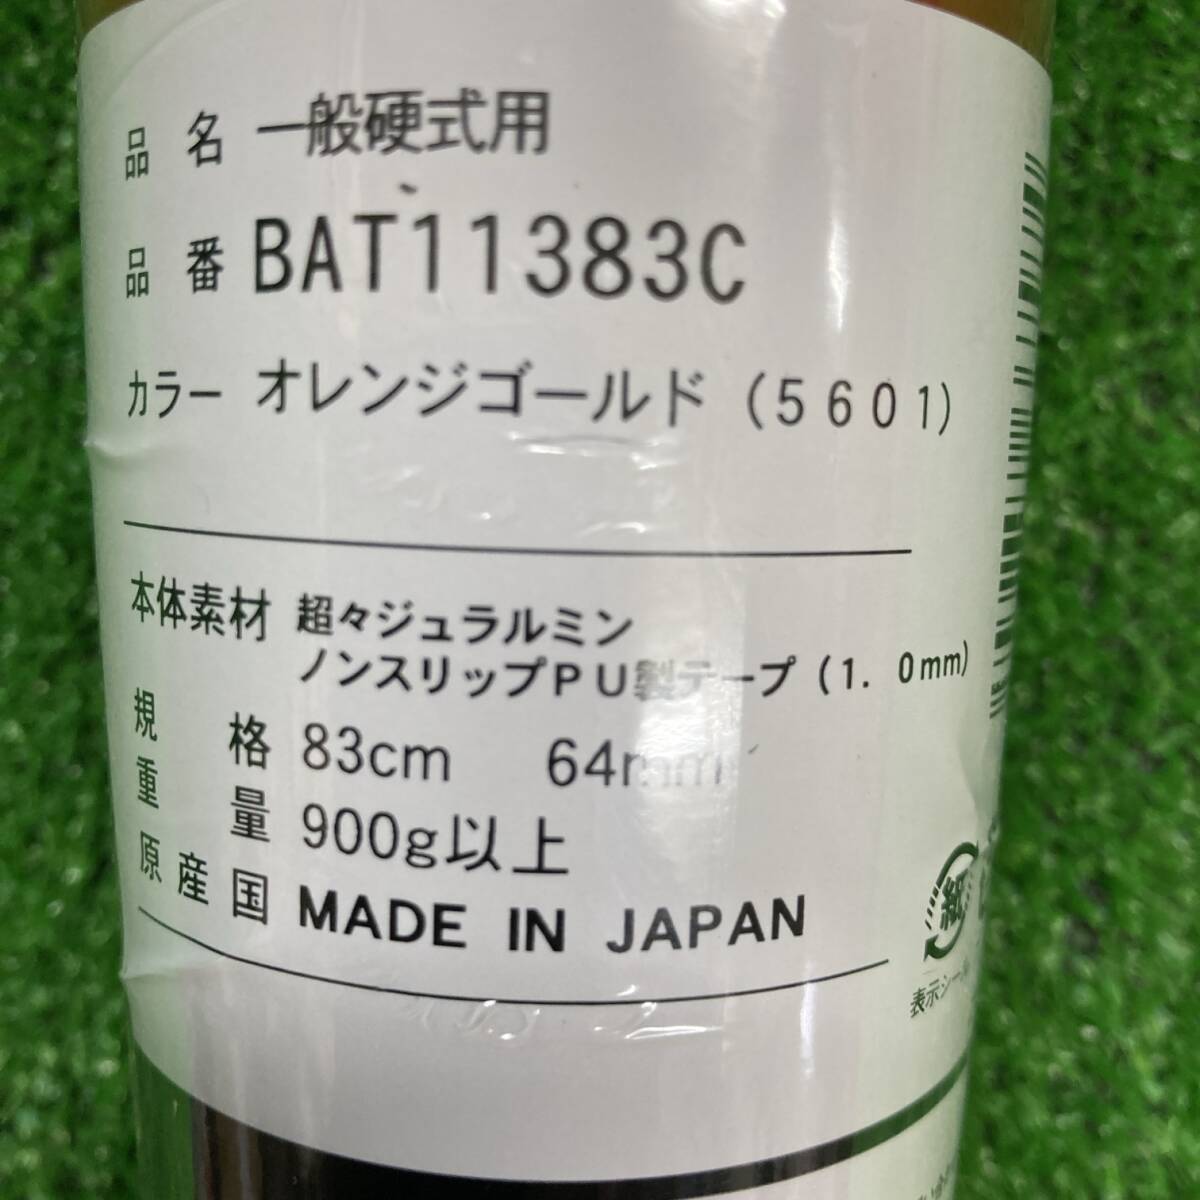 品名 一般硬式用
品番 BAT11383C
カラー オレンジゴールド（5601）
本体素材 超々ジュラルミン
ノンスリップPU製テープ（1.0mm）
規格 83cm 64mm
重量 900g以上
原産国 MADE IN JAPAN
紙
表示シール